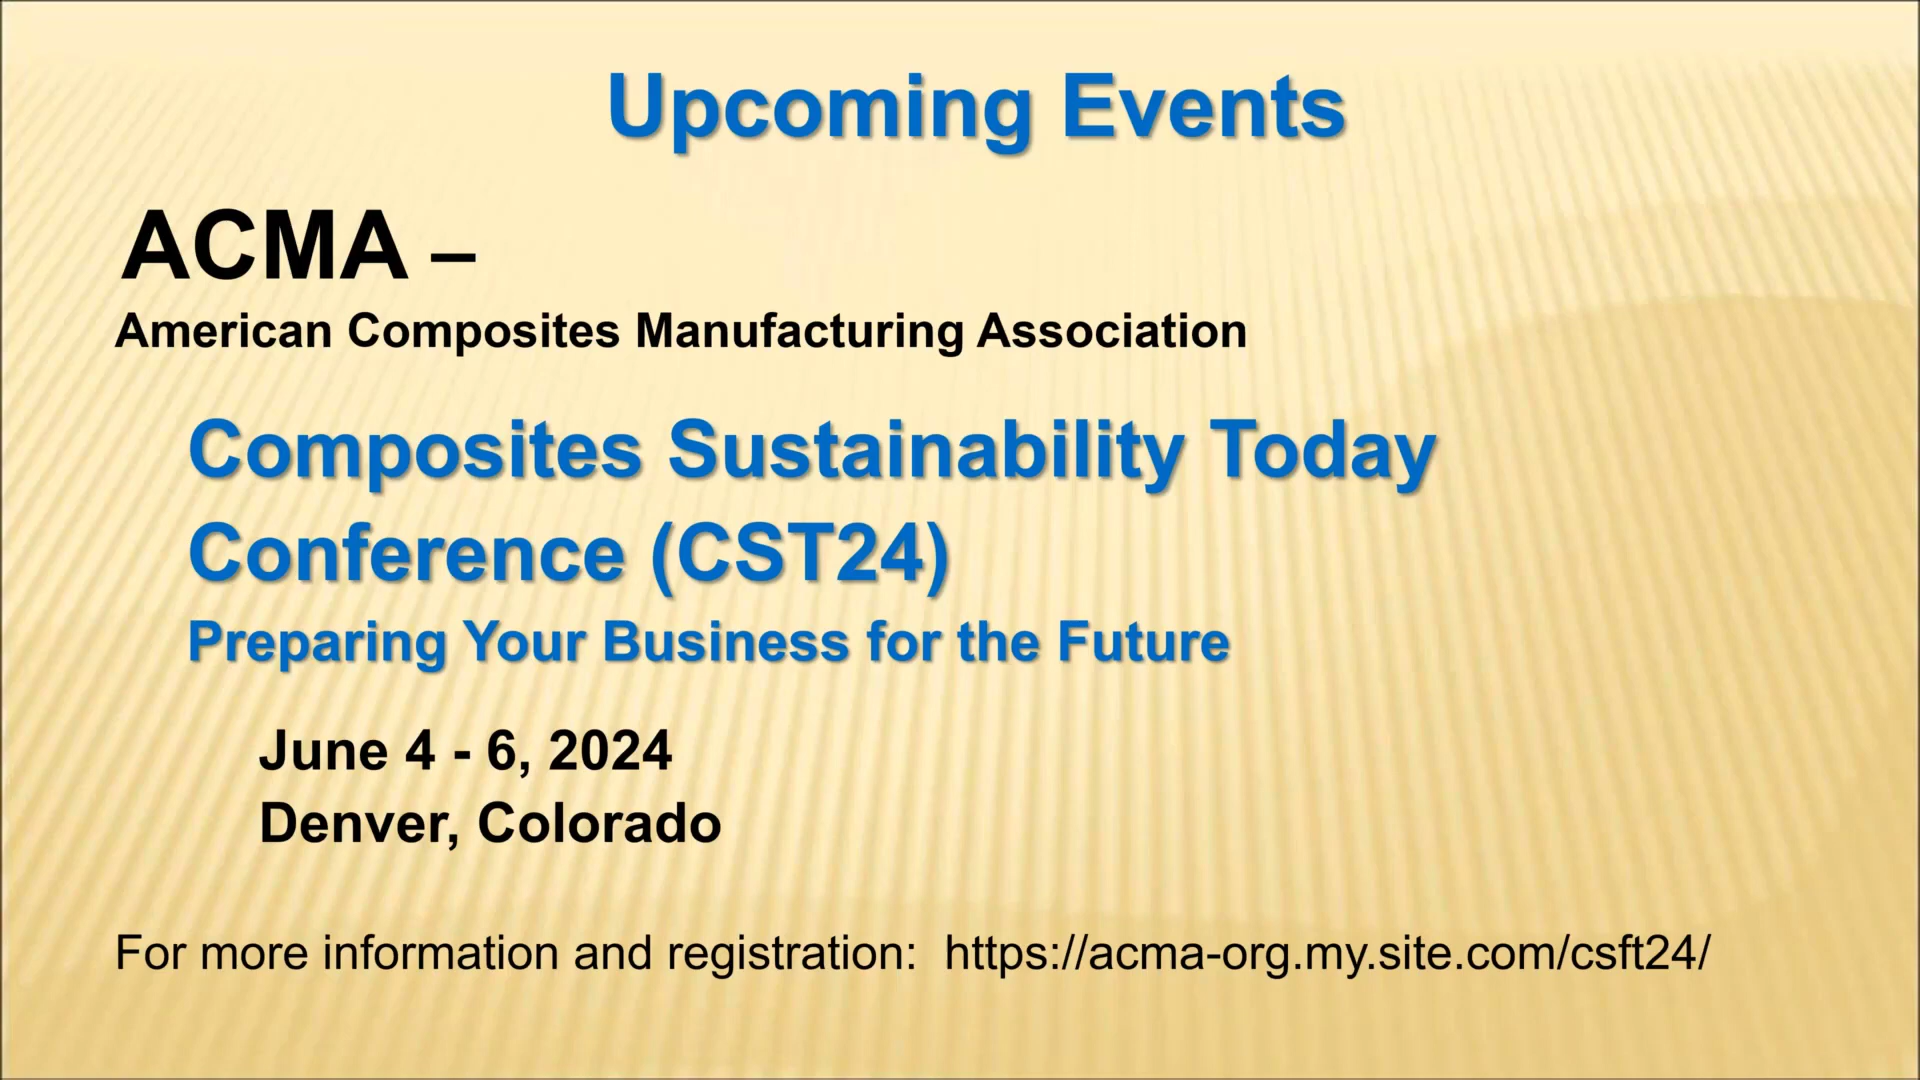 Upcoming Events
ACMA –
American Composites Manufacturing Association
Composites Sustainability Today
Conference (CST24)
Preparing Your Business for the Future
June 4 - 6, 2024
Denver, Colorado
For more information and registration:  https://acma-org.my.site.com/csft24/